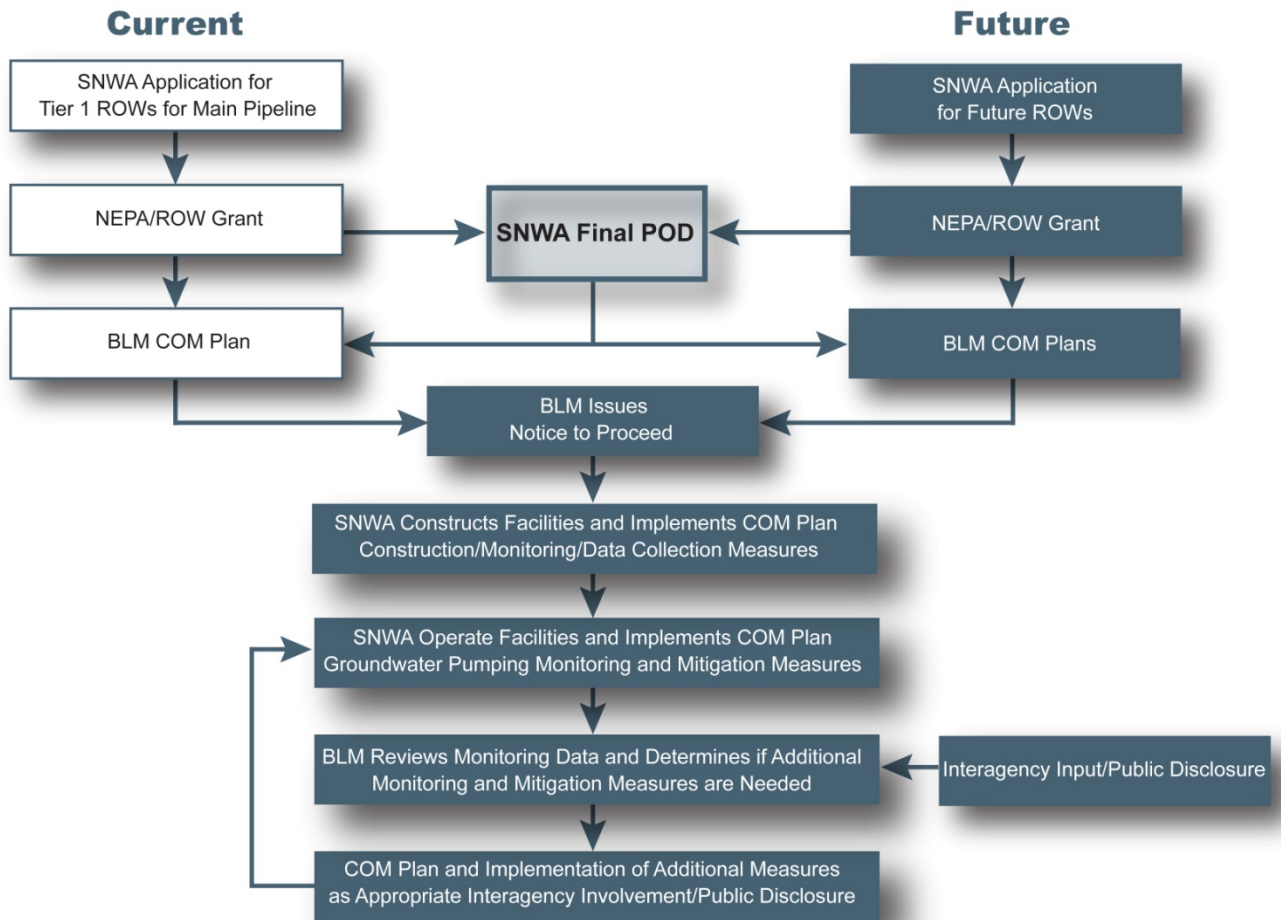 Current
Future
SNWA Application for
Tier 1 ROWs for Main Pipeline
SNWA Application
for Future ROWs
NEPA/ROW Grant
SNWA Final POD
NEPA/ROW Grant
BLM COM Plan
BLM COM Plans
BLM Issues
Notice to Proceed
SNWA Constructs Facilities and Implements COM Plan
Construction/Monitoring/Data Collection Measures
SNWA Operate Facilities and Implements COM Plan
Groundwater Pumping Monitoring and Mitigation Measures
BLM Reviews Monitoring Data and Determines if Additional
Monitoring and Mitigation Measures are Needed
Interagency Input/Public Disclosure
COM Plan and Implementation of Additional Measures
as Appropriate Interagency Involvement/Public Disclosure